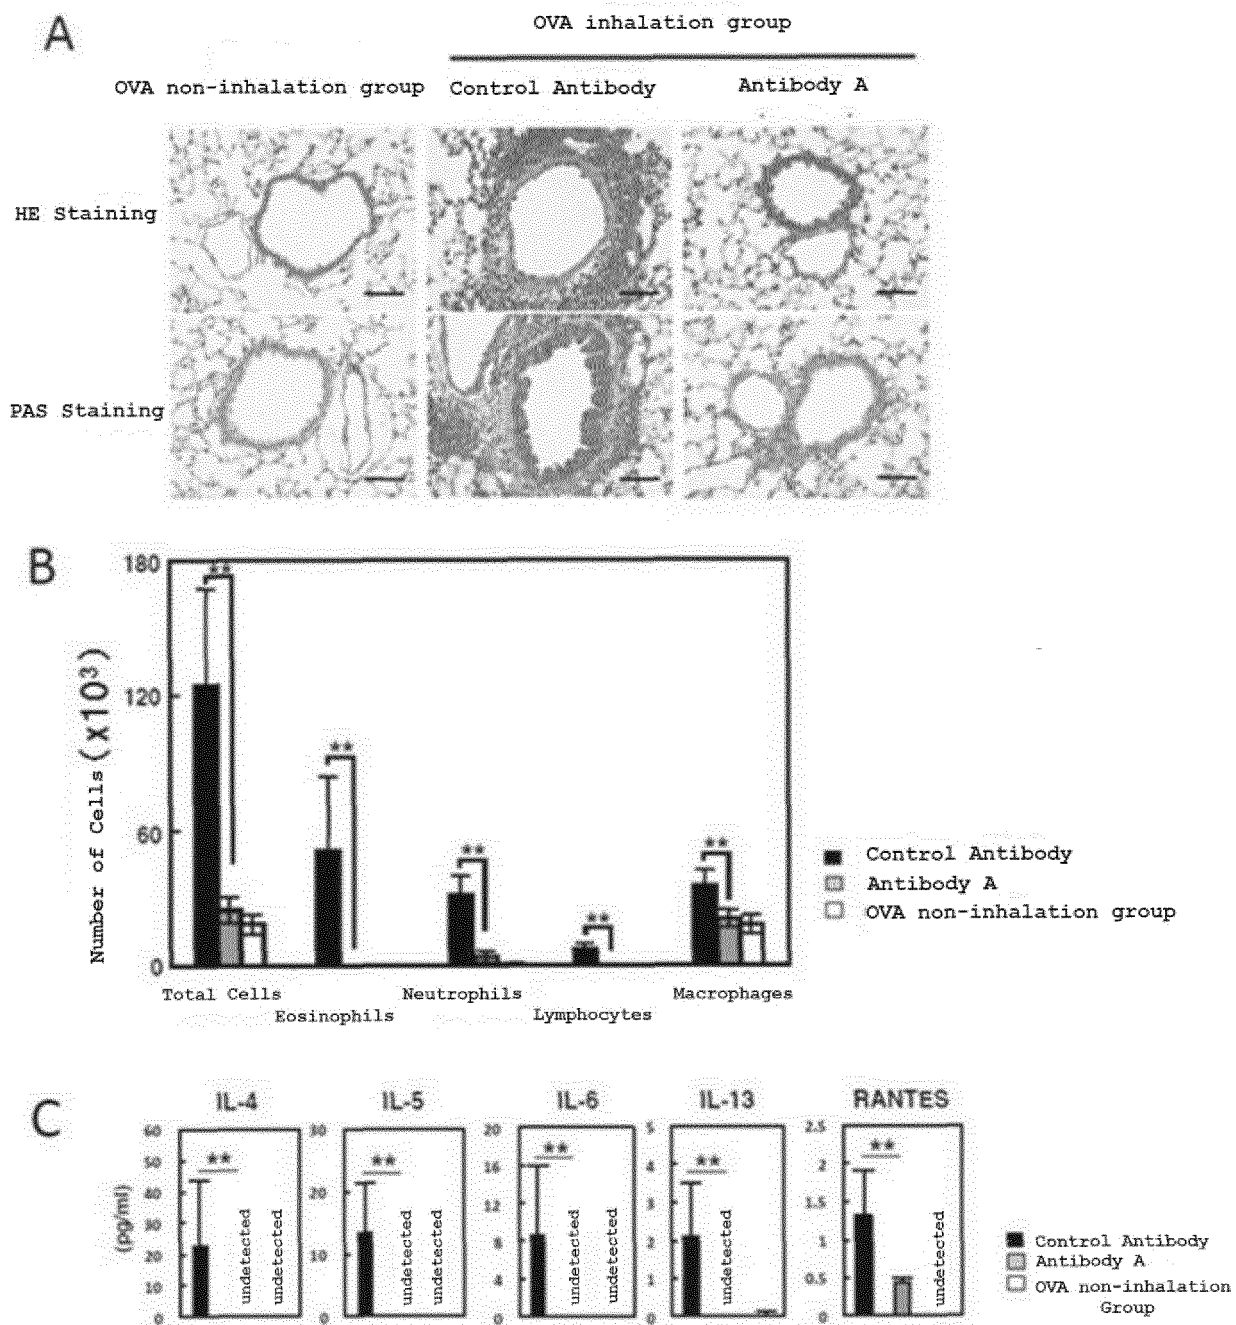 A
OVA inhalation group
OVA non-inhalation group Control Antibody Antibody A
HE Staining
PAS Staining
B
Number of Cells (x10³)
180
120
60
0
**
**
**
**
**
Total Cells
Eosinophils
Neutrophils
Lymphocytes
Macrophages
Control Antibody
Antibody A
OVA non-inhalation group
C
(pg/ml)
IL-4
60
50
40
30
20
10
0
**
undetected
undetected
IL-5
30
20
10
0
**
undetected
undetected
IL-6
20
16
12
8
4
0
**
undetected
undetected
IL-13
5
4
3
2
1
0
**
undetected
RANTES
2.5
2
1.5
1
0.5
0
**
undetected
Control Antibody
Antibody A
OVA non-inhalation
Group